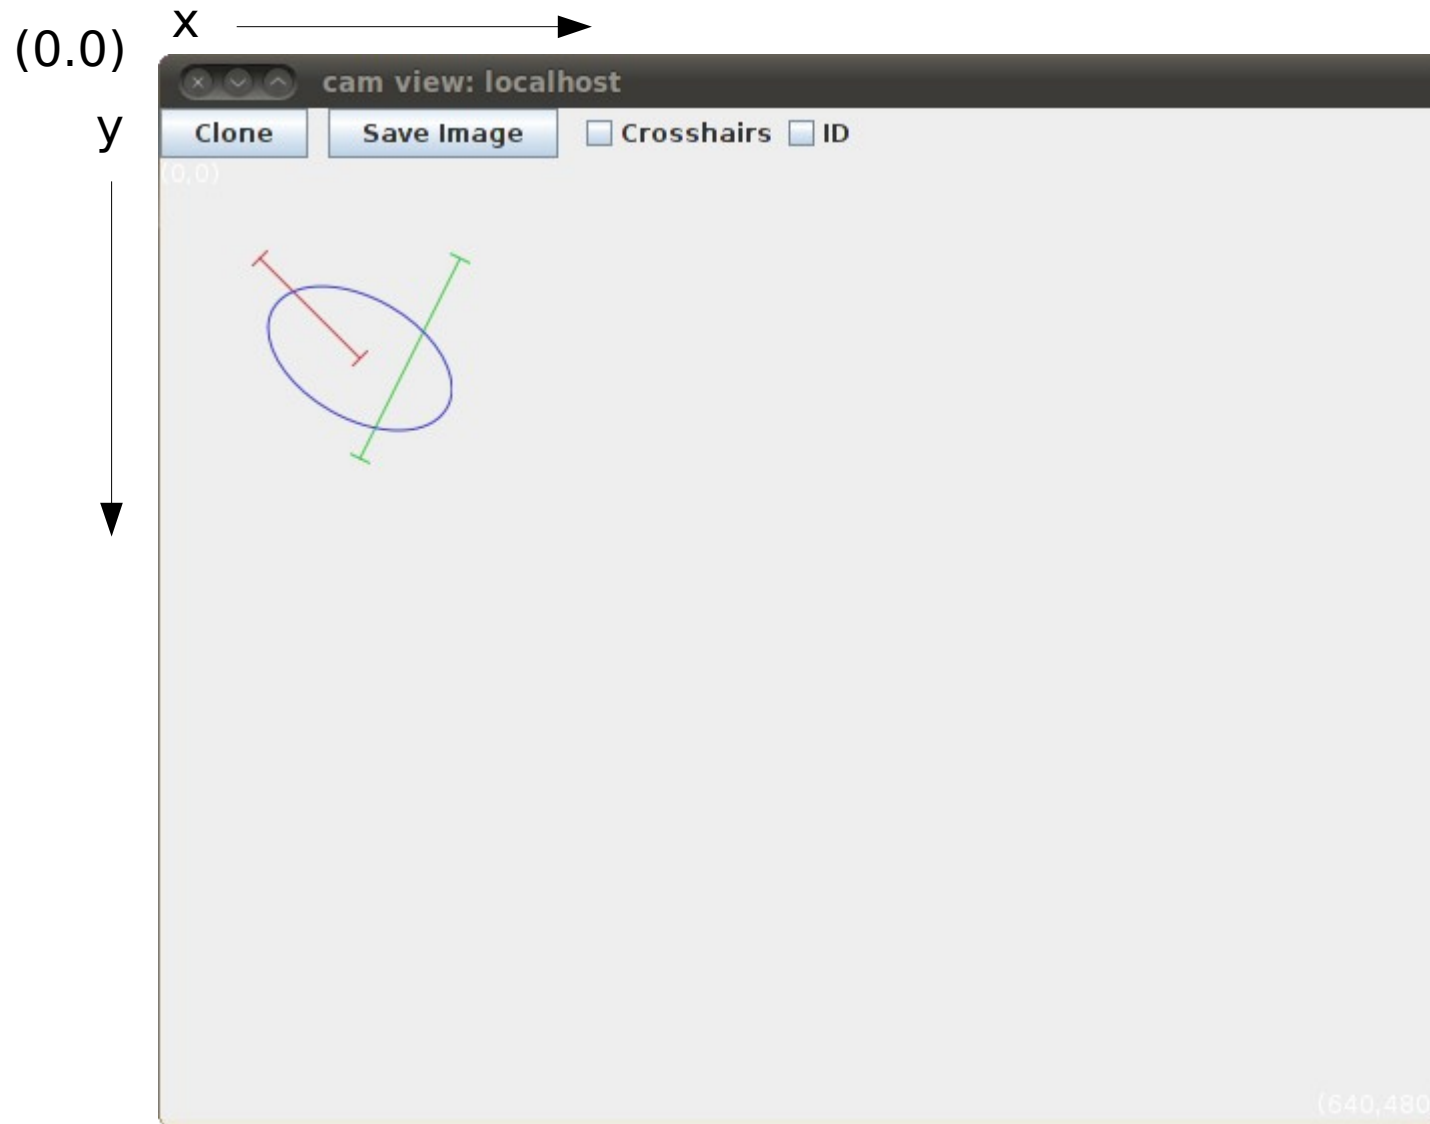 x
(0.0)
cam view: localhost
y
Clone Save Image Crosshairs ID
(0,0)
(640,480